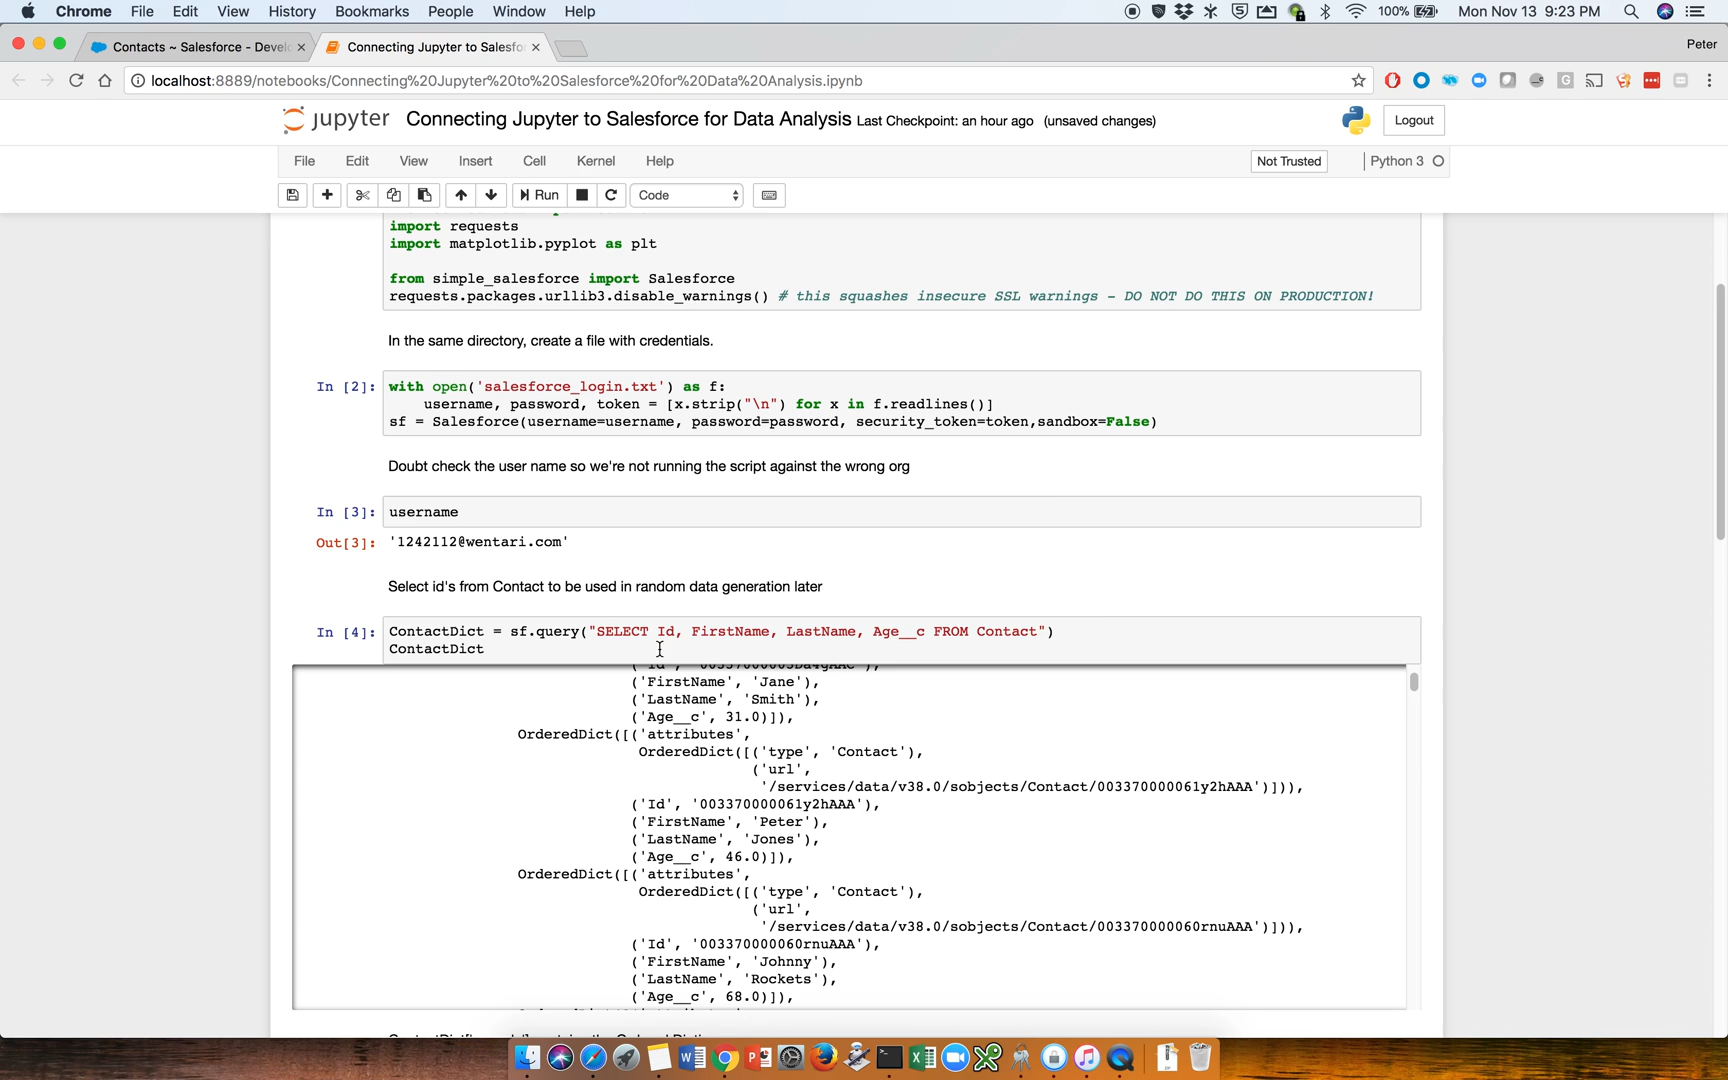 Chrome File Edit View History Bookmarks People Window Help 100% Mon Nov 13 9:23 PM
Contacts ~ Salesforce - Devel Connecting Jupyter to Salesfo Peter
localhost:8889/notebooks/Connecting%20Jupyter%20to%20Salesforce%20for%20Data%20Analysis.ipynb
jupyter Connecting Jupyter to Salesforce for Data Analysis Last Checkpoint: an hour ago (unsaved changes) Logout
File Edit View Insert Cell Kernel Help Not Trusted Python 3
Run Code
import requests
import matplotlib.pyplot as plt
from simple_salesforce import Salesforce
requests.packages.urllib3.disable_warnings() # this squashes insecure SSL warnings - DO NOT DO THIS ON PRODUCTION!
In the same directory, create a file with credentials.
In [2]: with open('salesforce_login.txt') as f:
username, password, token = [x.strip("\n") for x in f.readlines()]
sf = Salesforce(username=username, password=password, security_token=token,sandbox=False)
Doubt check the user name so we're not running the script against the wrong org
In [3]: username
Out[3]: '1242112@wentari.com'
Select id's from Contact to be used in random data generation later
In [4]: ContactDict = sf.query("SELECT Id, FirstName, LastName, Age__c FROM Contact")
ContactDict
('FirstName', 'Jane'),
('LastName', 'Smith'),
('Age__c', 31.0)]),
OrderedDict([('attributes',
OrderedDict([('type', 'Contact'),
('url',
'/services/data/v38.0/sobjects/Contact/003370000061y2hAAA')])),
('Id', '003370000061y2hAAA'),
('FirstName', 'Peter'),
('LastName', 'Jones'),
('Age__c', 46.0)]),
OrderedDict([('attributes',
OrderedDict([('type', 'Contact'),
('url',
'/services/data/v38.0/sobjects/Contact/003370000060rnuAAA')])),
('Id', '003370000060rnuAAA'),
('FirstName', 'Johnny'),
('LastName', 'Rockets'),
('Age__c', 68.0)]),